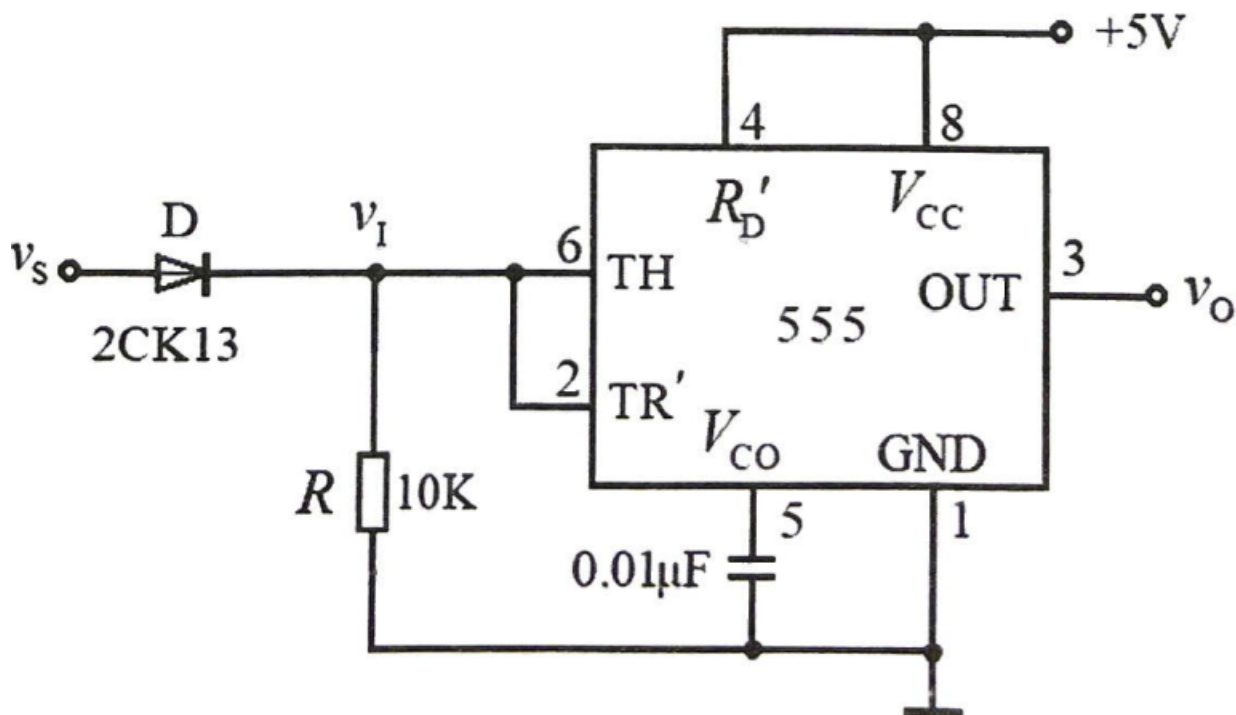 +5V
4
8
R_D'
V_CC
D
v_I
v_S
6
TH
3
OUT
v_O
2CK13
555
2
TR'
V_CO
GND
R
10K
5
1
0.01μF